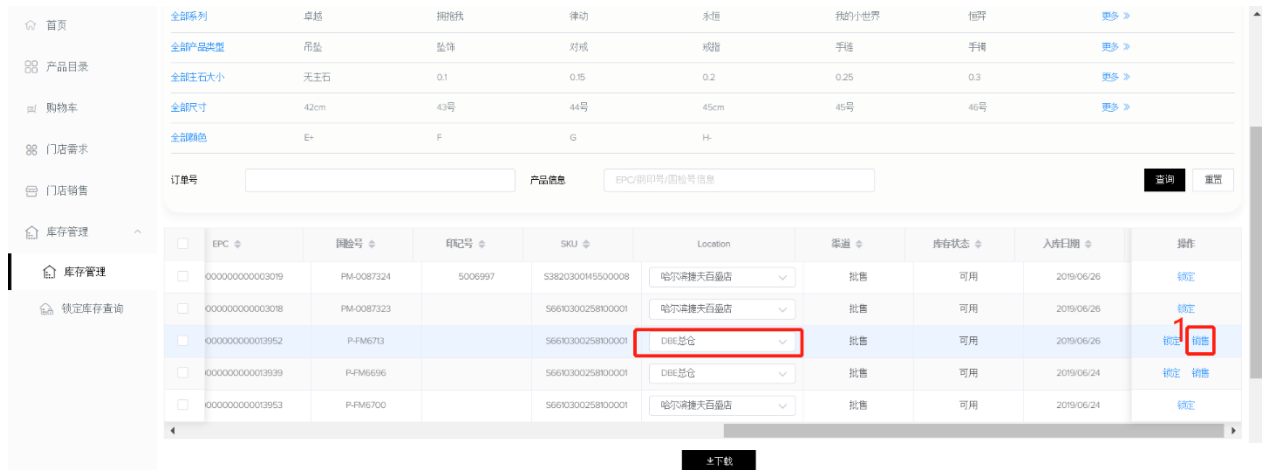 首页
产品目录
购物车
门店需求
门店销售
库存管理
库存管理
锁定库存查询
全部系列 卓越 拥抱我 律动 永恒 我的小世界 恒羿 更多 »
全部产品类型 吊坠 坠饰 对戒 戒指 手链 手镯 更多 »
全部主石大小 无主石 0.1 0.15 0.2 0.25 0.3 更多 »
全部尺寸 42cm 43号 44号 45cm 45号 46号 更多 »
全部颜色 E+ F G H-
订单号 产品信息 EPC/钢印号/国检号信息 查询 重置
EPC 国检号 印记号 SKU Location 渠道 库存状态 入库日期 操作
000000000003019 PM-0087324 5006997 S3820300145500008 哈尔滨捷夫百盛店 批售 可用 2019/06/26 锁定
000000000003018 PM-0087323 S6610300258100001 哈尔滨捷夫百盛店 批售 可用 2019/06/26 锁定
1
000000000013952 P-FM6713 S6610300258100001 DBE总仓 批售 可用 2019/06/26 锁定 销售
000000000013939 P-FM6696 S6610300258100001 DBE总仓 批售 可用 2019/06/24 锁定 销售
000000000013953 P-FM6700 S6610300258100001 哈尔滨捷夫百盛店 批售 可用 2019/06/24 锁定
下载